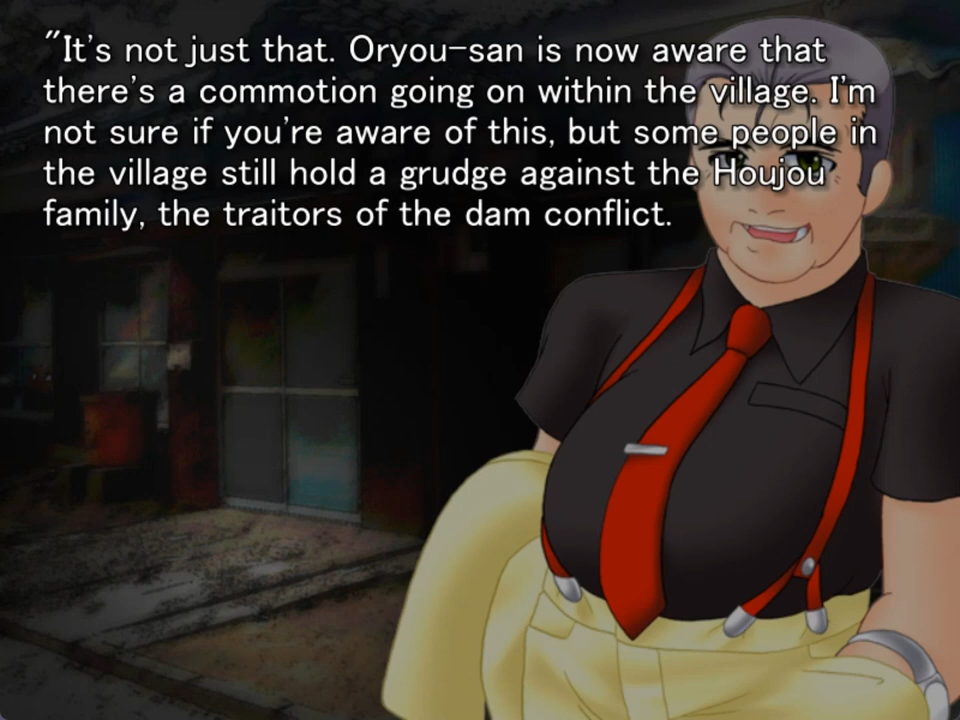 "It's not just that. Oryou-san is now aware that
there's a commotion going on within the village. I'm
not sure if you're aware of this, but some people in
the village still hold a grudge against the Houjou
family, the traitors of the dam conflict.